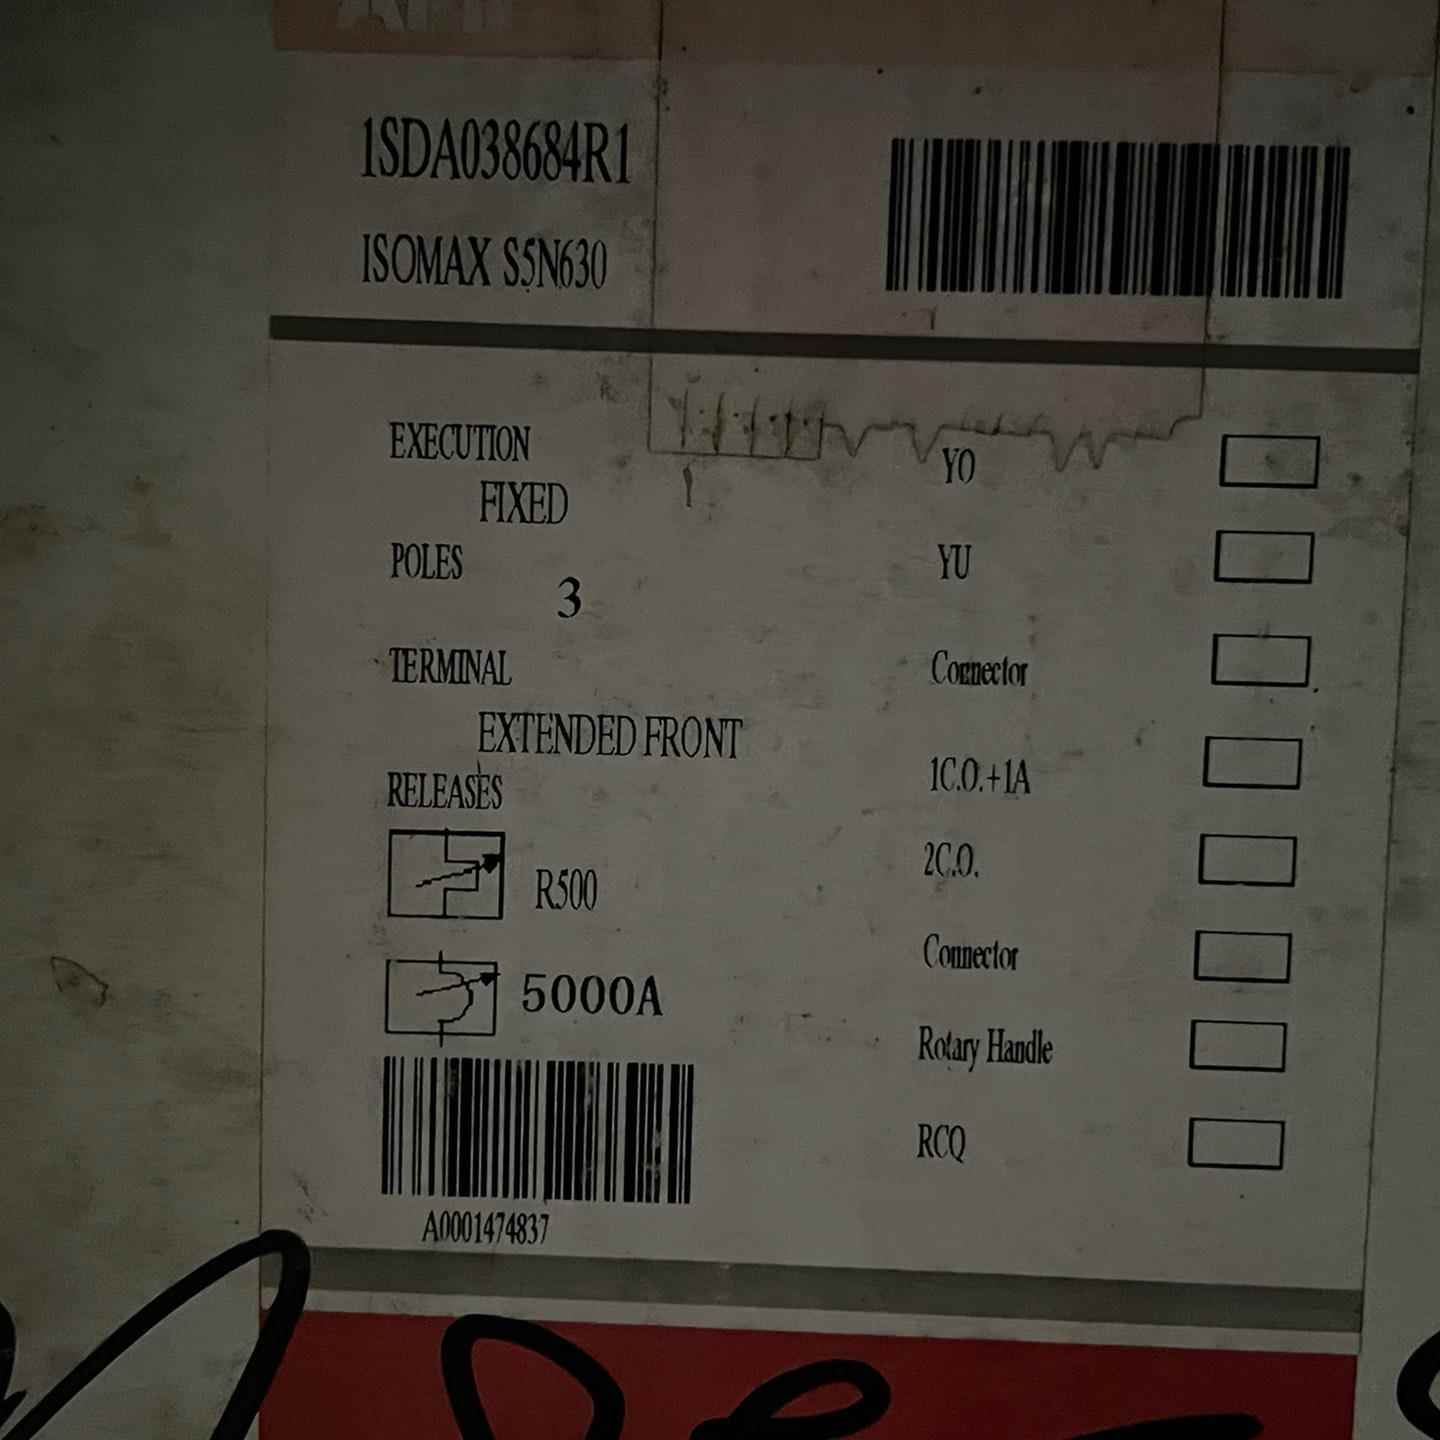 1SDA038684R1
ISOMAX S5N630
EXECUTION
FIXED
POLES
3
TERMINAL
EXTENDED FRONT
RELEASES
R500
5000A
A0001474837
YO
YU
Connector
1C.O.+1A
2C.O.
Connector
Rotary Handle
RCQ